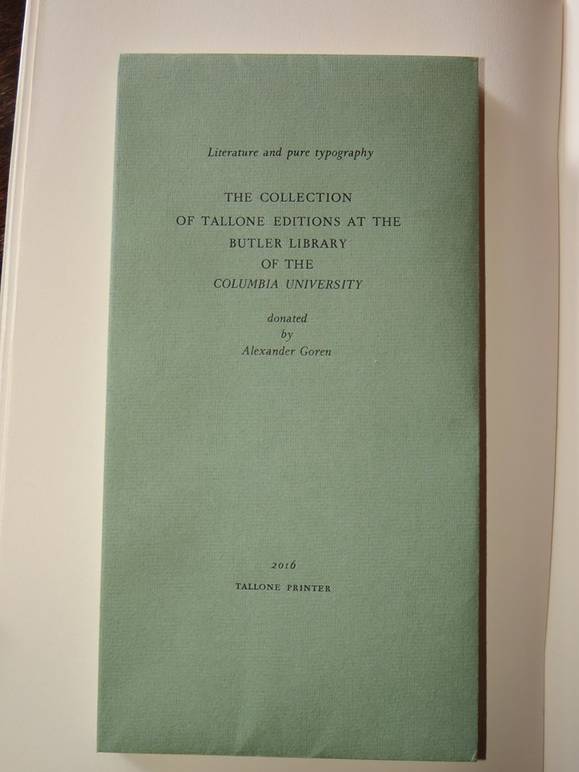 Literature and pure typography
THE COLLECTION
OF TALLONE EDITIONS AT THE
BUTLER LIBRARY
OF THE
COLUMBIA UNIVERSITY
donated
by
Alexander Goren
2016
TALLONE PRINTER